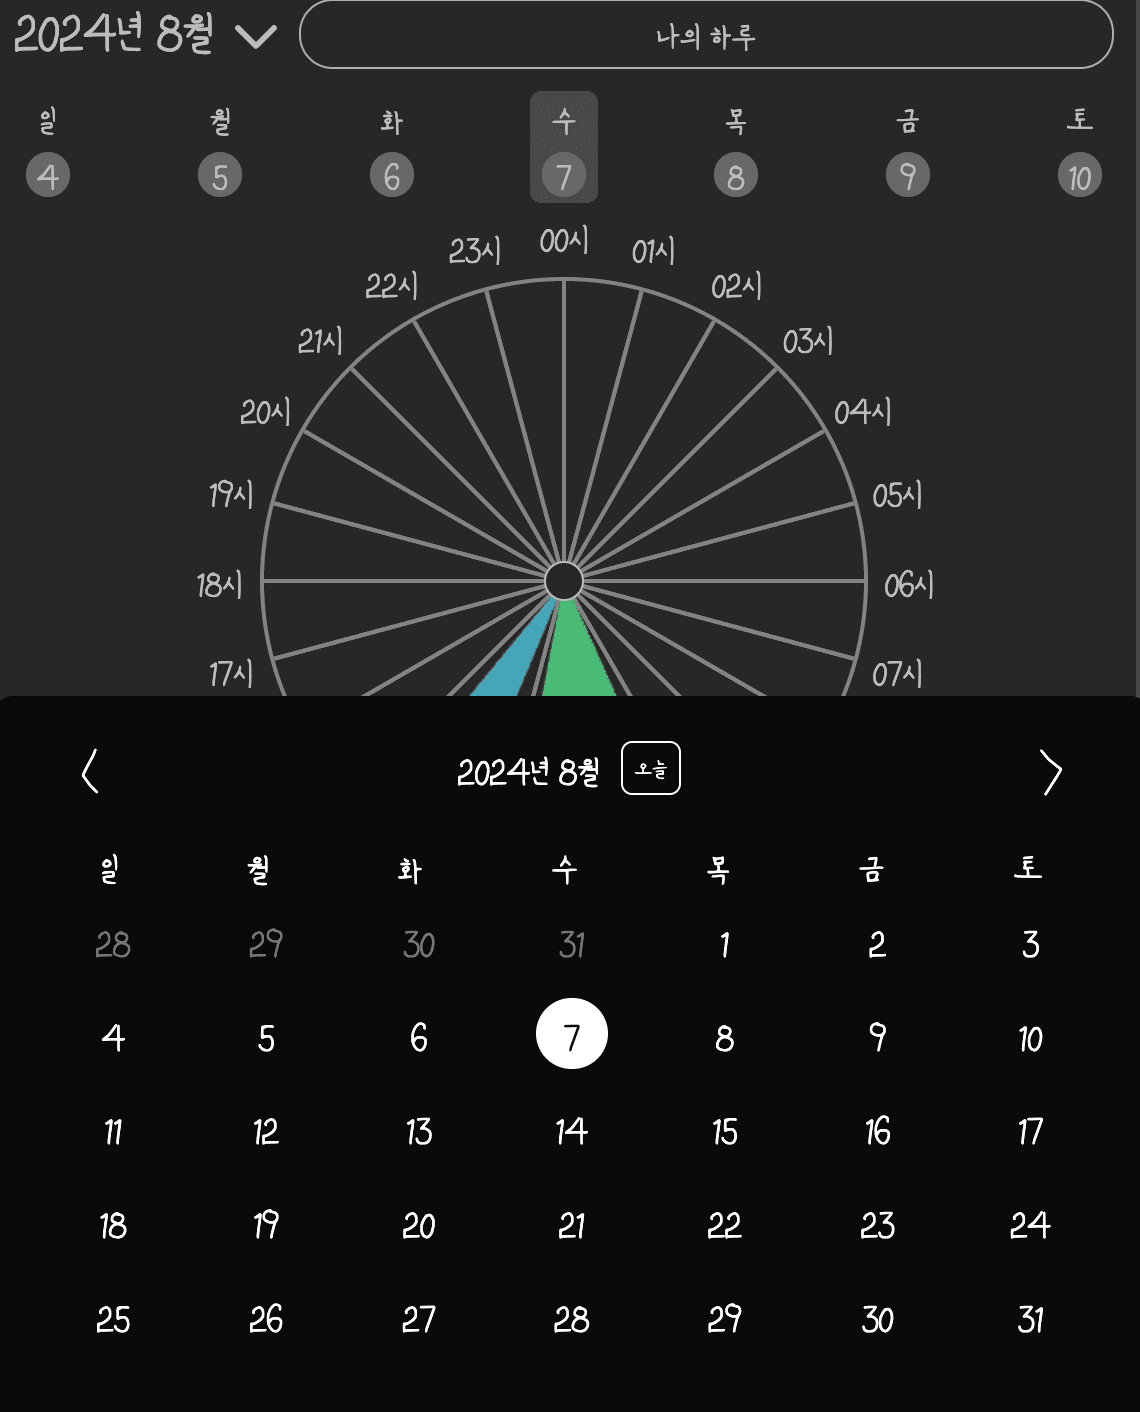 2024년 8월
나의 하루
일 월 화 수 목 금 토
4 5 6 7 8 9 10
00시
23시 01시
22시 02시
21시 03시
20시 04시
19시 05시
18시 06시
17시 07시
2024년 8월 오늘
일 월 화 수 목 금 토
28 29 30 31 1 2 3
4 5 6 7 8 9 10
11 12 13 14 15 16 17
18 19 20 21 22 23 24
25 26 27 28 29 30 31